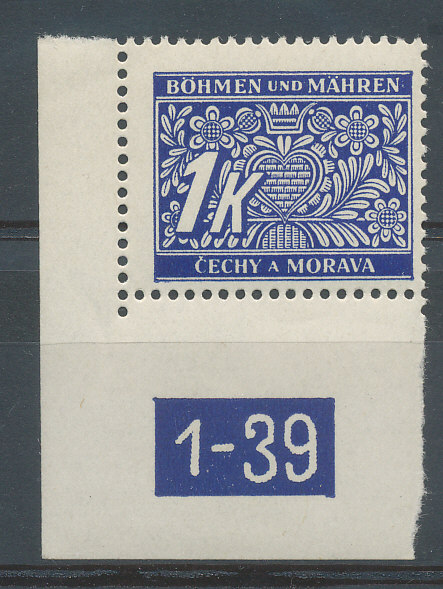 BÖHMEN UND MÄHREN
1K
ČECHY A MORAVA
1-39